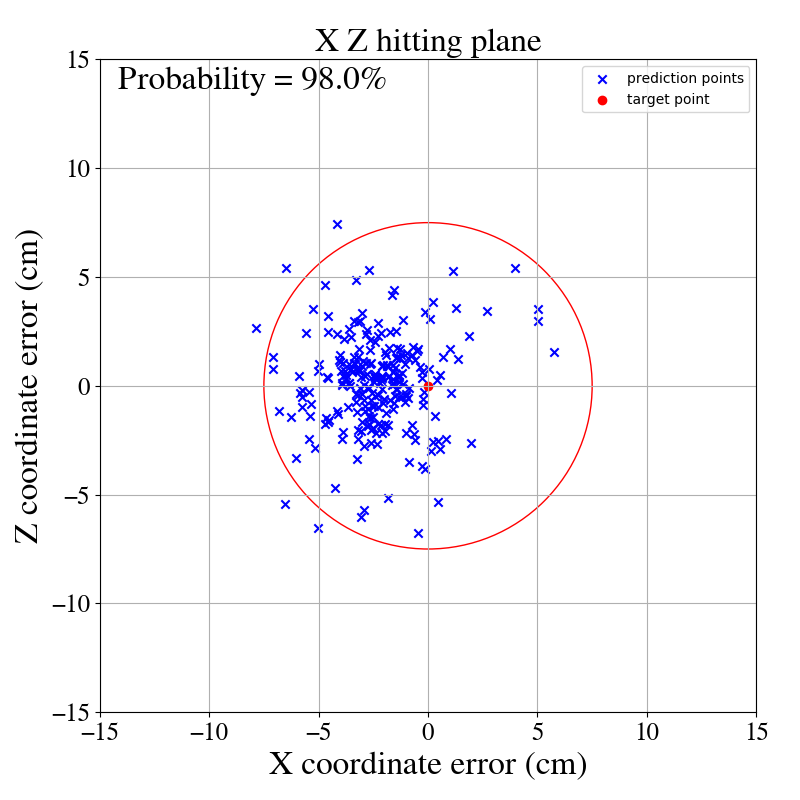 X Z hitting plane
Probability = 98.0%
prediction points
target point
Z coordinate error (cm)
15
10
5
0
−5
−10
−15
−15
−10
−5
0
5
10
15
X coordinate error (cm)